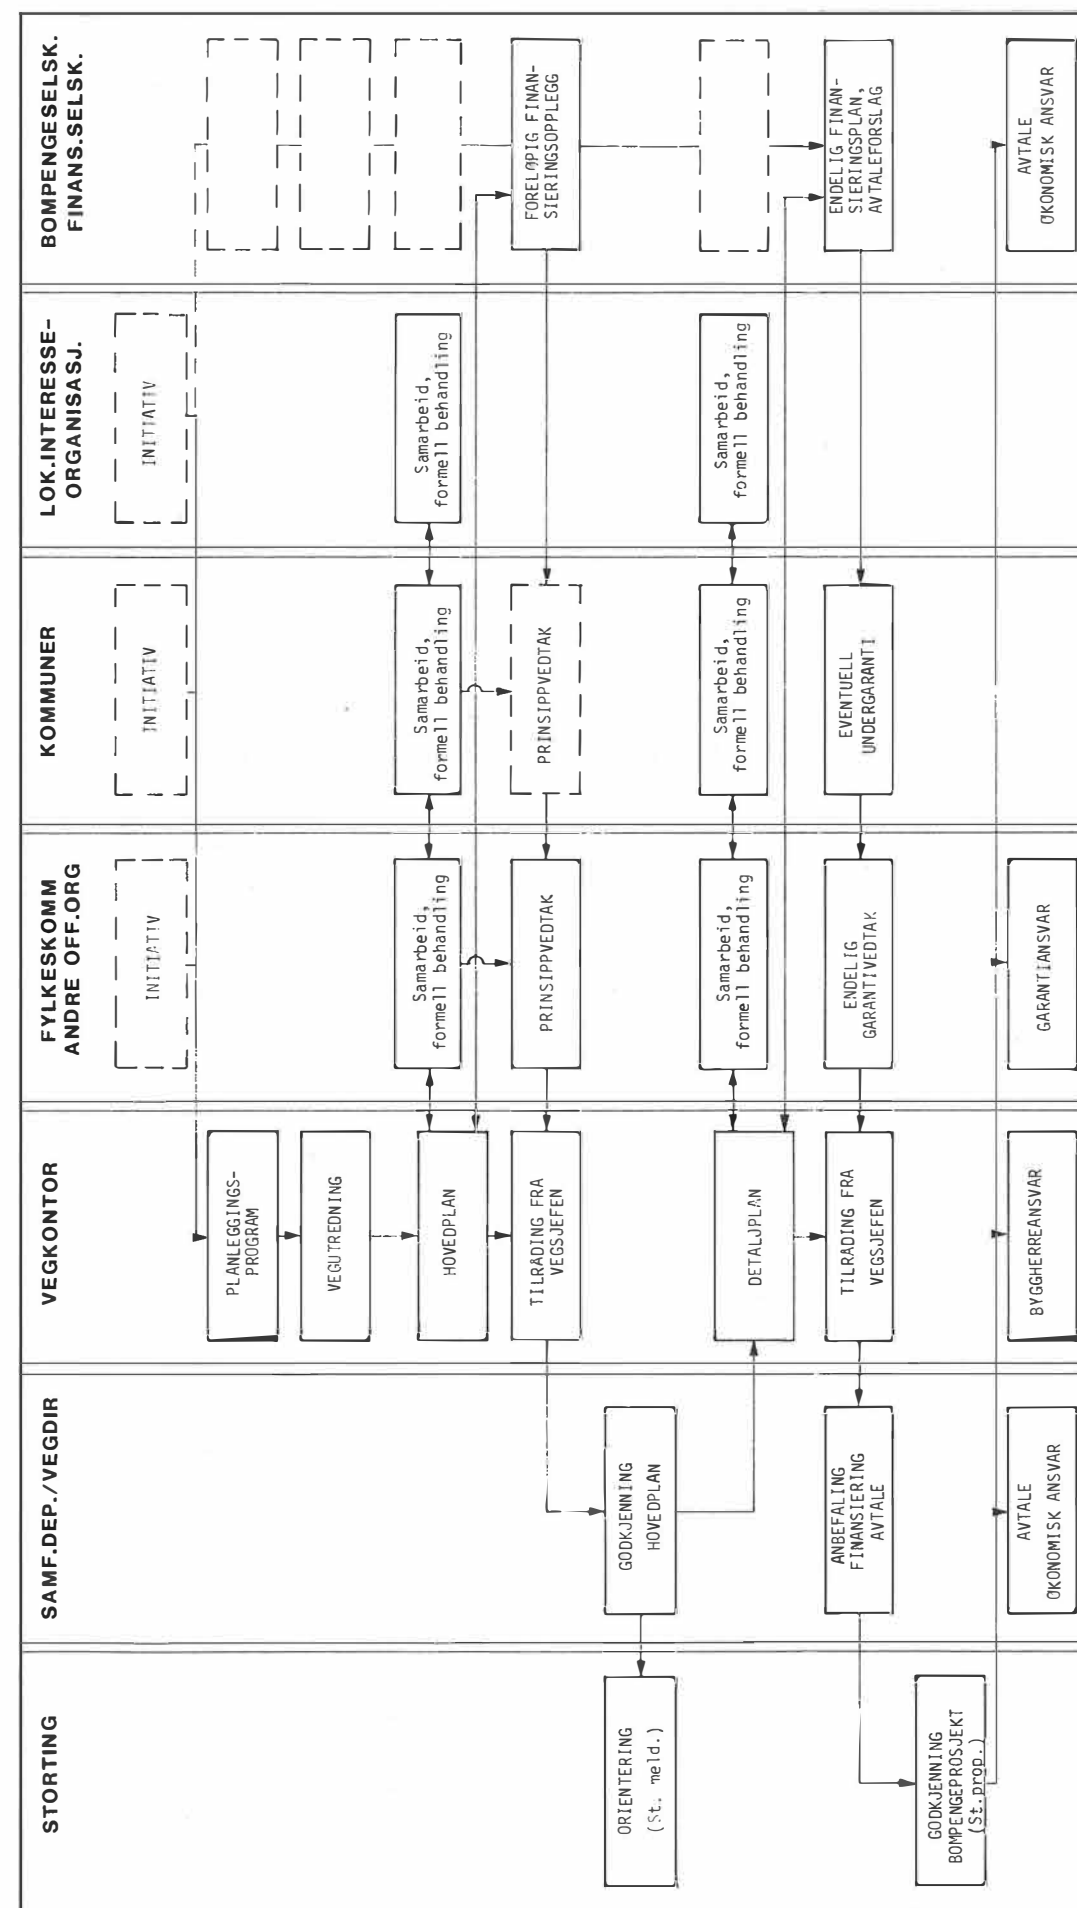 STORTING
SAMF.DEP./VEGDIR
VEGKONTOR
FYLKESKOMM
ANDRE OFF.ORG
KOMMUNER
LOK.INTERESSE-
ORGANISASJ.
BOMPENGESELSK.
FINANS.SELSK.
INITIATIV
INITIATIV
INITIATIV
PLANLEGGINGS-
PROGRAM
VEGUTREDNING
HOVEDPLAN
Samarbeid,
formell behandling
Samarbeid,
formell behandling
Samarbeid,
formell behandling
TILRÅDING FRA
VEGSJEFEN
PRINSIPPVEDTAK
PRINSIPPVEDTAK
FORELØPIG FINAN-
SIERINGSOPPLEGG
ORIENTERING
(St. meld.)
GODKJENNING
HOVEDPLAN
DETALJPLAN
Samarbeid,
formell behandling
Samarbeid,
formell behandling
Samarbeid,
formell behandling
ANBEFALING
FINANSIERING
AVTALE
TILRÅDING FRA
VEGSJEFEN
ENDELIG
GARANTIVEDTAK
EVENTUELL
UNDERGARANTI
ENDELIG FINAN-
SIERINGSPLAN,
AVTALEFORSLAG
GODKJENNING
BOMPENGEPROSJEKT
(St.prop.)
AVTALE
ØKONOMISK ANSVAR
BYGGHERREANSVAR
GARANTIANSVAR
AVTALE
ØKONOMISK ANSVAR